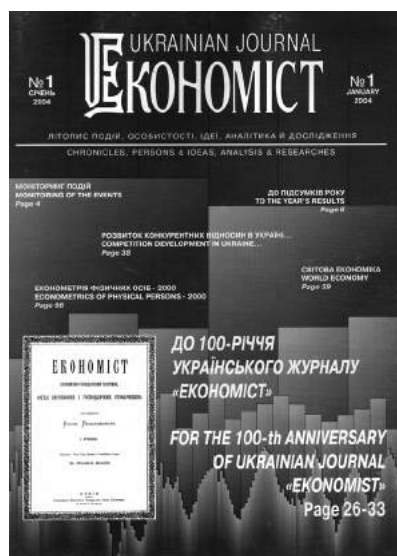 UKRAINIAN JOURNAL
ЕКОНОМІСТ
№1
СІЧЕНЬ
2004
№1
JANUARY
2004
ЛІТОПИС ПОДІЙ, ОСОБИСТОСТІ, ІДЕЇ, АНАЛІТИКА Й ДОСЛІДЖЕННЯ
CHRONICLES, PERSONS & IDEAS, ANALYSIS & RESEARCHES
МОНІТОРИНГ ПОДІЙ
MONITORING OF THE EVENTS
Page 4
ДО ПІДСУМКІВ РОКУ
TO THE YEAR'S RESULTS
Page 6
РОЗВИТОК КОНКУРЕНТНИХ ВІДНОСИН В УКРАЇНІ...
COMPETITION DEVELOPMENT IN UKRAINE...
Page 38
СВІТОВА ЕКОНОМІКА
WORLD ECONOMY
Page 59
ЕКОНОМЕТРІЯ ФІЗИЧНИХ ОСІБ - 2000
ECONOMETRICS OF PHYSICAL PERSONS - 2000
Page 66
ЕКОНОМІСТ
ДО 100-РІЧЧЯ
УКРАЇНСЬКОГО ЖУРНАЛУ
«ЕКОНОМІСТ»
FOR THE 100-th ANNIVERSARY
OF UKRAINIAN JOURNAL
«EKONOMIST»
Page 26-33